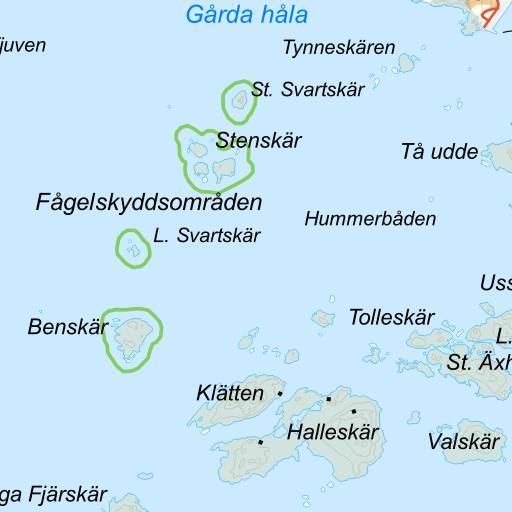 Gårda håla
juven
Tynneskären
St. Svartskär
Stenskär
Tå udde
Fågelskyddsområden
Hummerbåden
L. Svartskär
Uss
Tolleskär
Benskär
L.
St. Äxh
Klätten
Halleskär
Valskär
ga Fjärskär